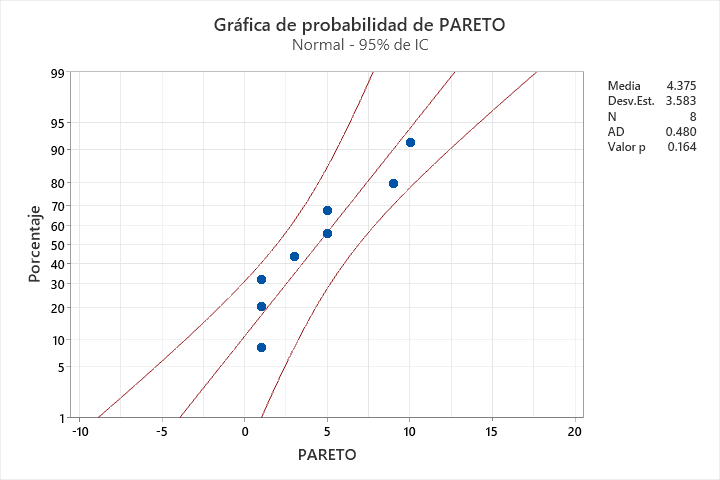 Gráfica de probabilidad de PARETO
Normal - 95% de IC
Media 4.375
Desv.Est. 3.583
N 8
AD 0.480
Valor p 0.164
99
95
90
80
70
60
50
40
30
20
10
5
1
Porcentaje
-10 -5 0 5 10 15 20
PARETO